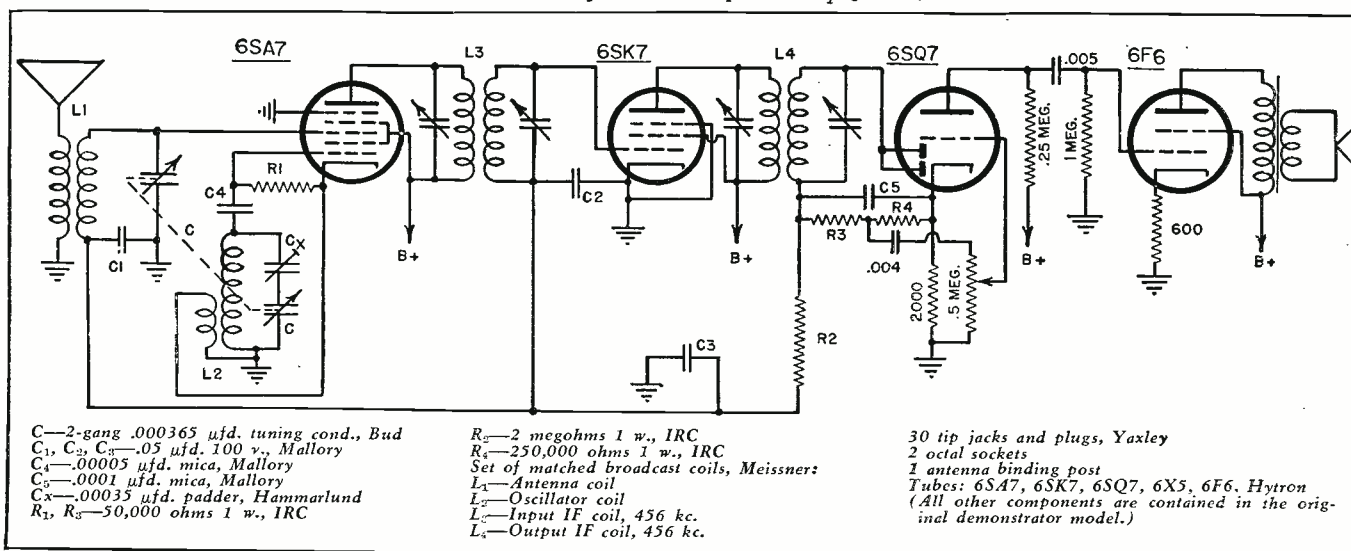 6SA7
L3
6SK7
L4
6SQ7
.005
6F6
L1
R1
C4
C
C1
CX
C
L2
B+
C2
B+
C5
R3
R4
.004
2000
.5 MEG.
.25 MEG.
1 MEG.
B+
600
B+
R2
C3
C—2-gang .000365 μfd. tuning cond., Bud
C₁, C₂, C₃—.05 μfd. 100 v., Mallory
C₄—.00005 μfd. mica, Mallory
C₅—.0001 μfd. mica, Mallory
Cx—.00035 μfd. padder, Hammarlund
R₁, R₃—50,000 ohms 1 w., IRC
R₂—2 megohms 1 w., IRC
R₄—250,000 ohms 1 w., IRC
Set of matched broadcast coils, Meissner:
L₁—Antenna coil
L₂—Oscillator coil
L₃—Input IF coil, 456 kc.
L₄—Output IF coil, 456 kc.
30 tip jacks and plugs, Yaxley
2 octal sockets
1 antenna binding post
Tubes: 6SA7, 6SK7, 6SQ7, 6X5, 6F6. Hytron
(All other components are contained in the orig-
inal demonstrator model.)